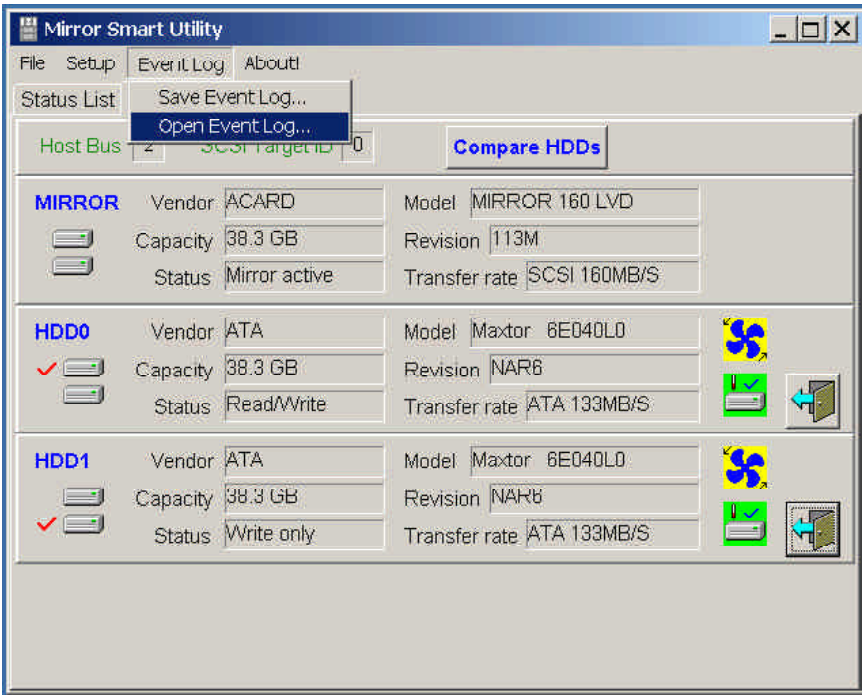 Mirror Smart Utility
File Setup Event Log About!
Status List
Save Event Log...
Open Event Log...
Host Bus 2 SCSI Target ID 0 Compare HDDs
MIRROR Vendor ACARD Model MIRROR 160 LVD
Capacity 38.3 GB Revision 113M
Status Mirror active Transfer rate SCSI 160MB/S
HDD0 Vendor ATA Model Maxtor 6E040L0
Capacity 38.3 GB Revision NAR6
Status Read/Write Transfer rate ATA 133MB/S
HDD1 Vendor ATA Model Maxtor 6E040L0
Capacity 38.3 GB Revision NAR6
Status Write only Transfer rate ATA 133MB/S